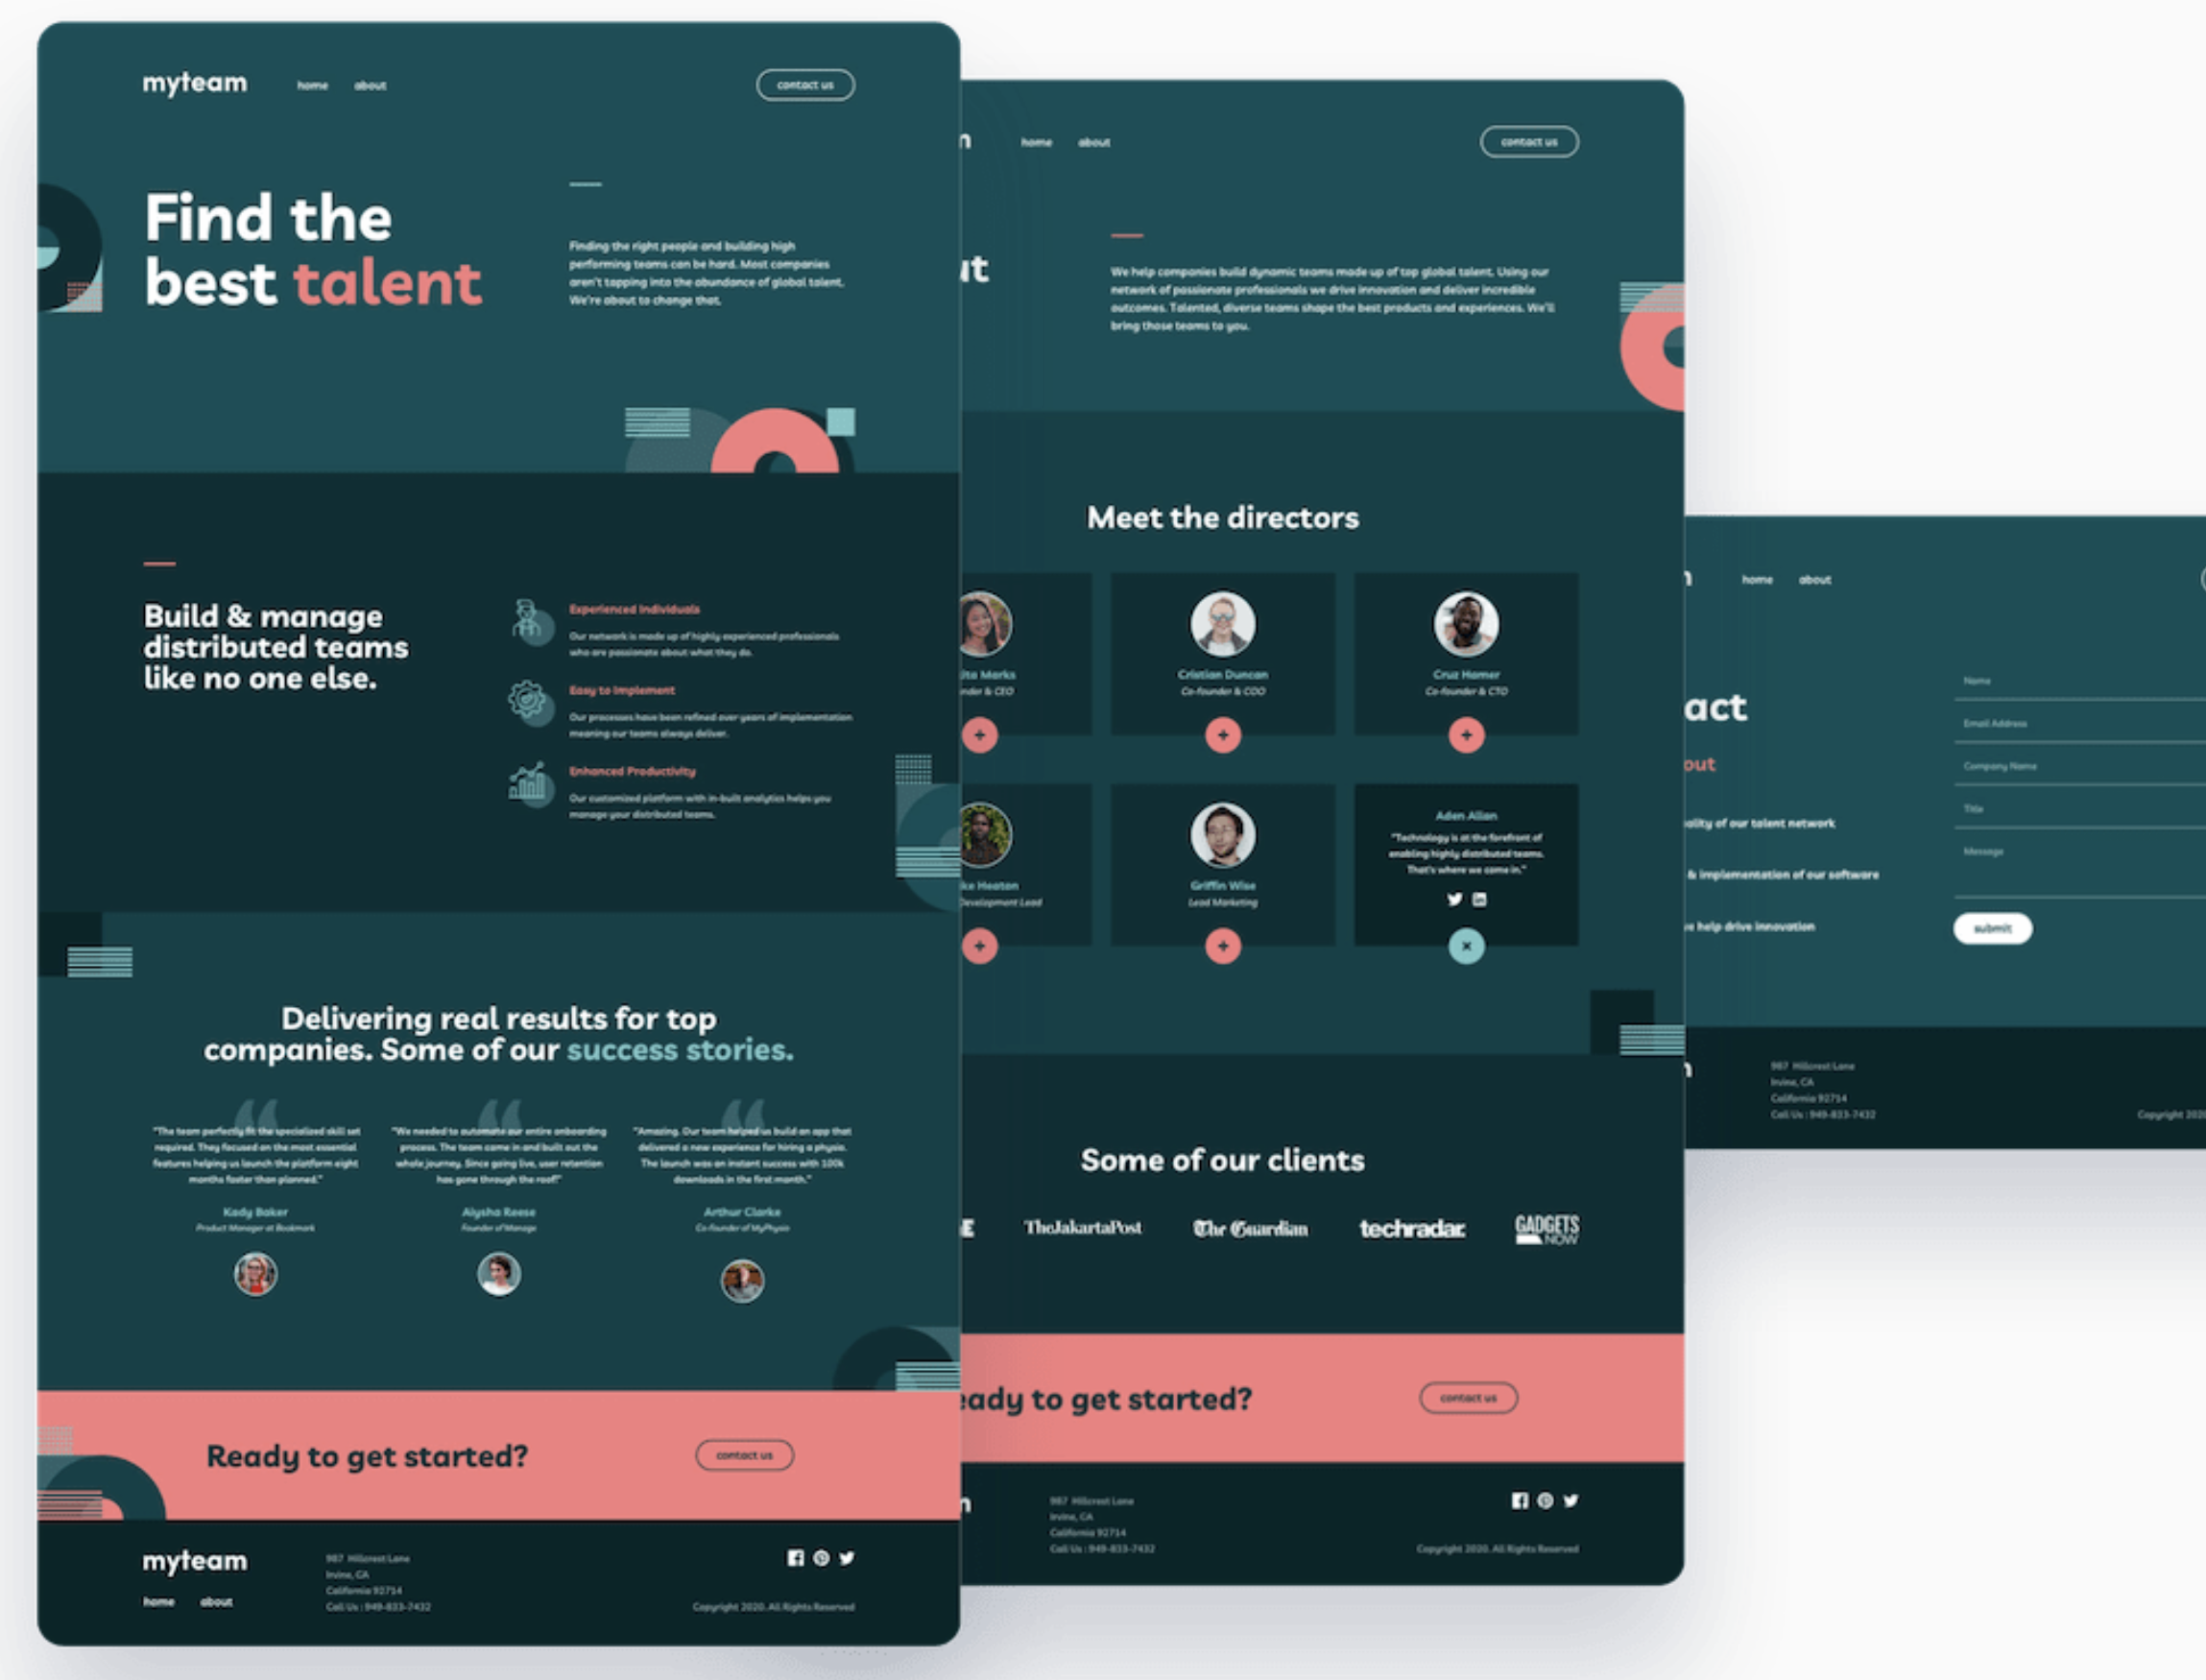 myteam
home about
contact us
Find the
best talent
Finding the right people and building high
performing teams can be hard. Most companies
aren't tapping into the abundance of global talent.
We're about to change that.
Build & manage
distributed teams
like no one else.
Experienced Individuals
Our network is made up of highly experienced professionals
who are passionate about what they do.
Easy to Implement
Our processes have been refined over years of implementation
meaning our teams always deliver.
Enhanced Productivity
Our customized platform with in-built analytics helps you
manage your distributed teams.
Delivering real results for top
companies. Some of our success stories.
"The team perfectly fit the specialized skill set
required. They focused on the most essential
features helping us launch the platform eight
months faster than planned."
Kady Baker
Product Manager at Bookmark
"We needed to automate our entire onboarding
process. The team came in and built out the
whole journey. Since going live, user retention
has gone through the roof!"
Aiysha Reese
Founder of Manage
"Amazing. Our team helped us build an app that
delivered a new experience for hiring a physio.
The launch was an instant success with 100k
downloads in the first month."
Arthur Clarke
Co-founder of MyPhysio
Ready to get started?
contact us
myteam
home about
987 Hillcrest Lane
Irvine, CA
California 92714
Call Us : 949-833-7432
Copyright 2020. All Rights Reserved
home about
contact us
ut
We help companies build dynamic teams made up of top global talent. Using our
network of passionate professionals we drive innovation and deliver incredible
outcomes. Talented, diverse teams shape the best products and experiences. We'll
bring those teams to you.
Meet the directors
Marks
& CEO
Cristian Duncan
Co-founder & COO
Cruz Hamer
Co-founder & CTO
ke Heaton
Development Lead
Griffin Wise
Lead Marketing
Aden Allan
"Technology is at the forefront of
enabling highly distributed teams.
That's where we come in."
Some of our clients
E
TheJakartaPost
The Guardian
techradar.
GADGETS
NOW
eady to get started?
contact us
987 Hillcrest Lane
Irvine, CA
California 92714
Call Us : 949-833-7432
Copyright 2020. All Rights Reserved
home about
act
out
ality of our talent network
& implementation of our software
e help drive innovation
Name
Email Address
Company Name
Title
Message
submit
987 Hillcrest Lane
Irvine, CA
California 92714
Call Us : 949-833-7432
Copyright 202